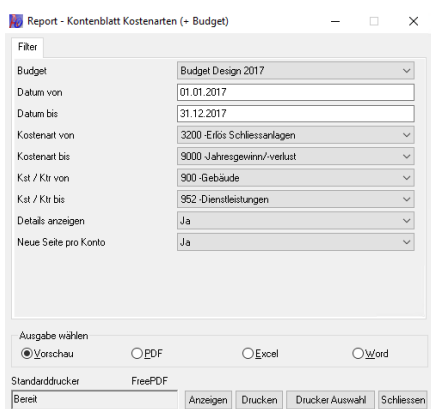 Report - Kontenblatt Kostenarten (+ Budget)
Filter
Budget Budget Design 2017
Datum von 01.01.2017
Datum bis 31.12.2017
Kostenart von 3200 -Erlös Schliessanlagen
Kostenart bis 9000 -Jahresgewinn/-verlust
Kst / Ktr von 900 -Gebäude
Kst / Ktr bis 952 -Dienstleistungen
Details anzeigen Ja
Neue Seite pro Konto Ja
Ausgabe wählen
Vorschau PDF Excel Word
Standarddrucker FreePDF
Bereit Anzeigen Drucken Drucker Auswahl Schliessen